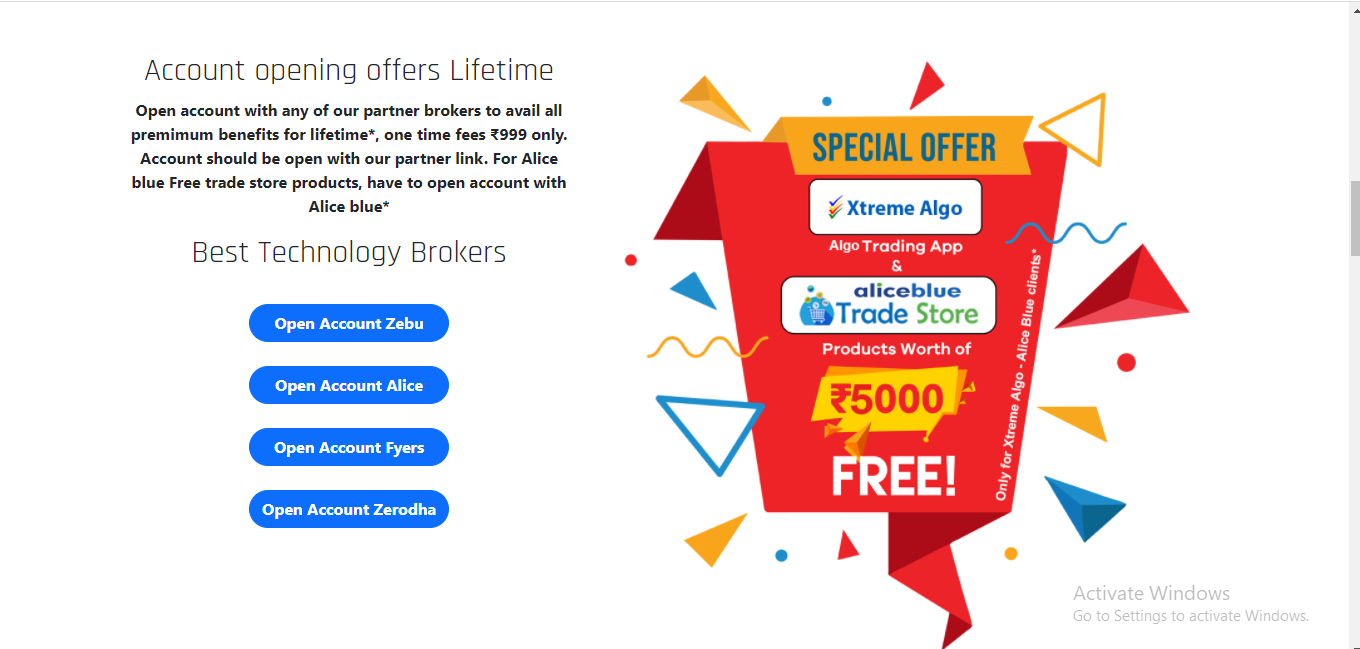 Account opening offers Lifetime
Open account with any of our partner brokers to avail all
premimum benefits for lifetime*, one time fees ₹999 only.
Account should be open with our partner link. For Alice
blue Free trade store products, have to open account with
Alice blue*
Best Technology Brokers
Open Account Zebu
Open Account Alice
Open Account Fyers
Open Account Zerodha
SPECIAL OFFER
Xtreme Algo
Algo Trading App
&
aliceblue
Trade Store
Products Worth of
₹5000
FREE!
Only for Xtreme Algo - Alice Blue clients*
Activate Windows
Go to Settings to activate Windows.